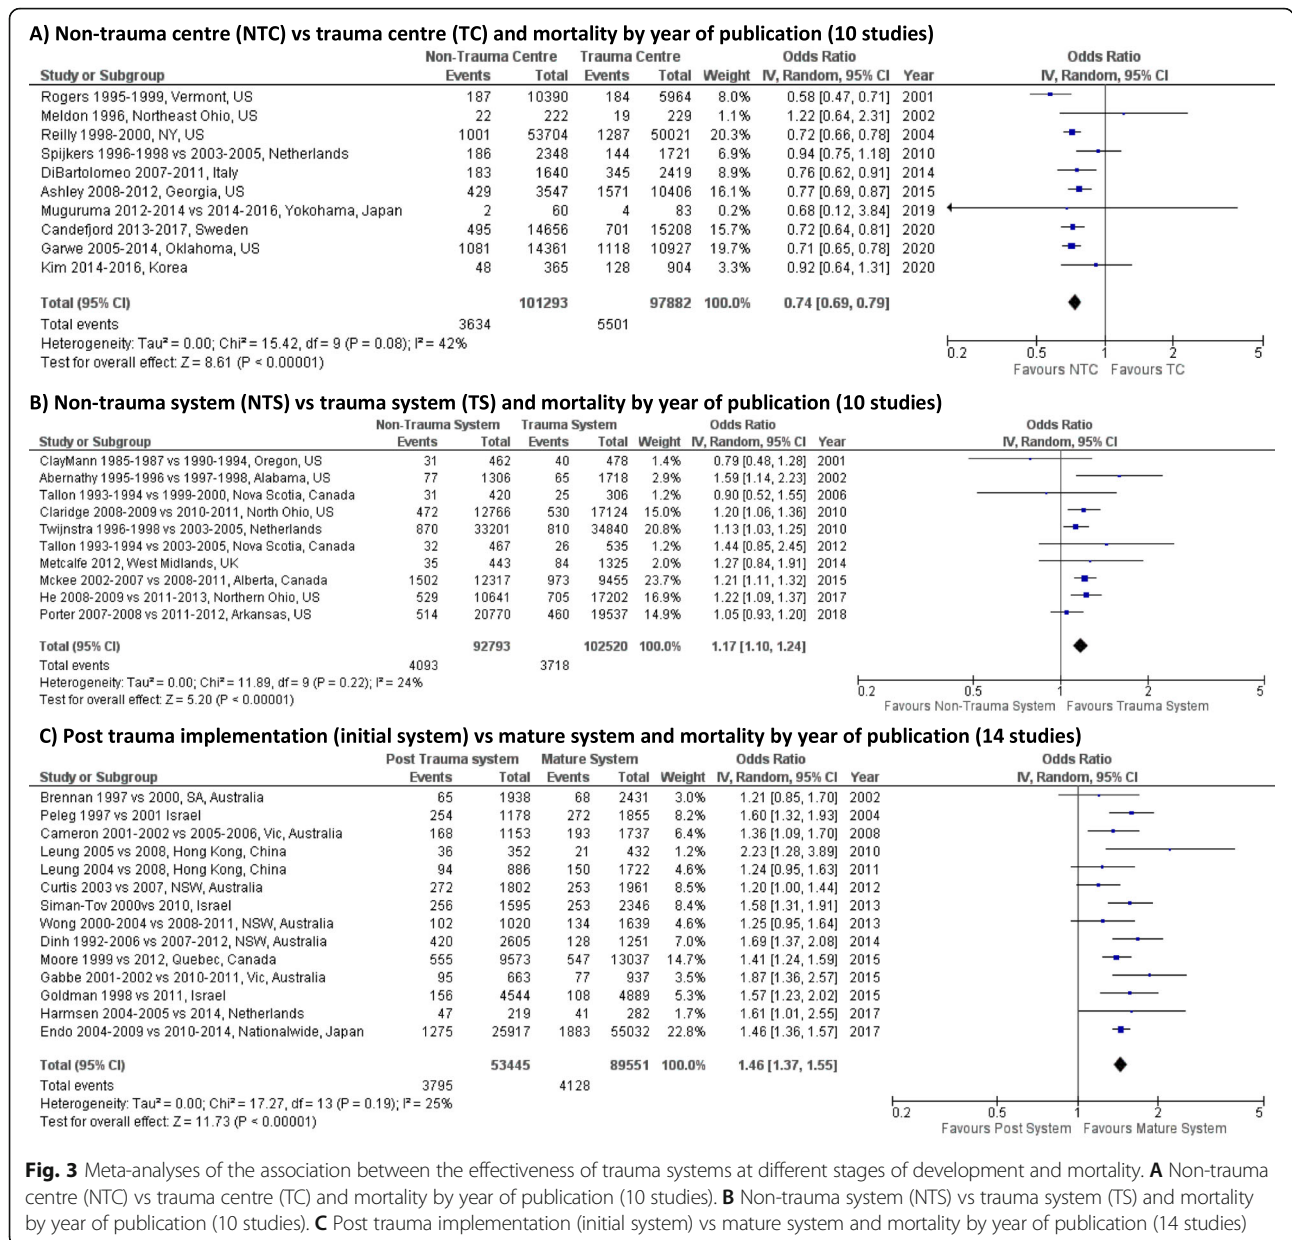 A) Non-trauma centre (NTC) vs trauma centre (TC) and mortality by year of publication (10 studies)
Non-Trauma Centre Trauma Centre Odds Ratio Odds Ratio
Study or Subgroup Events Total Events Total Weight IV, Random, 95% CI Year IV, Random, 95% CI
Rogers 1995-1999, Vermont, US 187 10390 184 5964 8.0% 0.58 [0.47, 0.71] 2001
Meldon 1996, Northeast Ohio, US 22 222 19 229 1.1% 1.22 [0.64, 2.31] 2002
Reilly 1998-2000, NY, US 1001 53704 1287 50021 20.3% 0.72 [0.66, 0.78] 2004
Spijkers 1996-1998 vs 2003-2005, Netherlands 186 2348 144 1721 6.9% 0.94 [0.75, 1.18] 2010
DiBartolomeo 2007-2011, Italy 183 1640 345 2419 8.9% 0.76 [0.62, 0.91] 2014
Ashley 2008-2012, Georgia, US 429 3547 1571 10406 16.1% 0.77 [0.69, 0.87] 2015
Muguruma 2012-2014 vs 2014-2016, Yokohama, Japan 2 60 4 83 0.2% 0.68 [0.12, 3.84] 2019
Candefjord 2013-2017, Sweden 495 14656 701 15208 15.7% 0.72 [0.64, 0.81] 2020
Garwe 2005-2014, Oklahoma, US 1081 14361 1118 10927 19.7% 0.71 [0.65, 0.78] 2020
Kim 2014-2016, Korea 48 365 128 904 3.3% 0.92 [0.64, 1.31] 2020
Total (95% CI) 101293 97882 100.0% 0.74 [0.69, 0.79]
Total events 3634 5501
Heterogeneity: Tau² = 0.00; Chi² = 15.42, df = 9 (P = 0.08); I² = 42%
Test for overall effect: Z = 8.61 (P < 0.00001)
0.2 0.5 1 2 5
Favours NTC Favours TC
B) Non-trauma system (NTS) vs trauma system (TS) and mortality by year of publication (10 studies)
Non-Trauma System Trauma System Odds Ratio Odds Ratio
Study or Subgroup Events Total Events Total Weight IV, Random, 95% CI Year IV, Random, 95% CI
ClayMann 1985-1987 vs 1990-1994, Oregon, US 31 462 40 478 1.4% 0.79 [0.48, 1.28] 2001
Abernathy 1995-1996 vs 1997-1998, Alabama, US 77 1306 65 1718 2.9% 1.59 [1.14, 2.23] 2002
Tallon 1993-1994 vs 1999-2000, Nova Scotia, Canada 31 420 25 306 1.2% 0.90 [0.52, 1.55] 2006
Claridge 2008-2009 vs 2010-2011, North Ohio, US 472 12766 530 17124 15.0% 1.20 [1.06, 1.36] 2010
Twijnstra 1996-1998 vs 2003-2005, Netherlands 870 33201 810 34840 20.8% 1.13 [1.03, 1.25] 2010
Tallon 1993-1994 vs 2003-2005, Nova Scotia, Canada 32 467 26 535 1.2% 1.44 [0.85, 2.45] 2012
Metcalfe 2012, West Midlands, UK 35 443 84 1325 2.0% 1.27 [0.84, 1.91] 2014
Mckee 2002-2007 vs 2008-2011, Alberta, Canada 1502 12317 973 9455 23.7% 1.21 [1.11, 1.32] 2015
He 2008-2009 vs 2011-2013, Northern Ohio, US 529 10641 705 17202 16.9% 1.22 [1.09, 1.37] 2017
Porter 2007-2008 vs 2011-2012, Arkansas, US 514 20770 460 19537 14.9% 1.05 [0.93, 1.20] 2018
Total (95% CI) 92793 102520 100.0% 1.17 [1.10, 1.24]
Total events 4093 3718
Heterogeneity: Tau² = 0.00; Chi² = 11.89, df = 9 (P = 0.22); I² = 24%
Test for overall effect: Z = 5.20 (P < 0.00001)
0.2 0.5 1 2 5
Favours Non-Trauma System Favours Trauma System
C) Post trauma implementation (initial system) vs mature system and mortality by year of publication (14 studies)
Post Trauma system Mature System Odds Ratio Odds Ratio
Study or Subgroup Events Total Events Total Weight IV, Random, 95% CI Year IV, Random, 95% CI
Brennan 1997 vs 2000, SA, Australia 65 1938 68 2431 3.0% 1.21 [0.85, 1.70] 2002
Peleg 1997 vs 2001 Israel 254 1178 272 1855 8.2% 1.60 [1.32, 1.93] 2004
Cameron 2001-2002 vs 2005-2006, Vic, Australia 168 1153 193 1737 6.4% 1.36 [1.09, 1.70] 2008
Leung 2005 vs 2008, Hong Kong, China 36 352 21 432 1.2% 2.23 [1.28, 3.89] 2010
Leung 2004 vs 2008, Hong Kong, China 94 886 150 1722 4.6% 1.24 [0.95, 1.63] 2011
Curtis 2003 vs 2007, NSW, Australia 272 1802 253 1961 8.5% 1.20 [1.00, 1.44] 2012
Siman-Tov 2000vs 2010, Israel 256 1595 253 2346 8.5% 1.58 [1.31, 1.91] 2013
Wong 2000-2004 vs 2008-2011, NSW, Australia 102 1020 134 1639 4.6% 1.25 [0.95, 1.64] 2013
Dinh 1992-2006 vs 2007-2012, NSW, Australia 420 2605 128 1251 7.0% 1.69 [1.37, 2.08] 2014
Moore 1999 vs 2012, Quebec, Canada 555 9573 547 13037 14.7% 1.41 [1.24, 1.59] 2015
Gabbe 2001-2002 vs 2010-2011, Vic, Australia 95 663 77 937 3.5% 1.87 [1.36, 2.57] 2015
Goldman 1998 vs 2011, Israel 156 4544 108 4889 5.3% 1.57 [1.23, 2.02] 2015
Harmsen 2004-2005 vs 2014, Netherlands 47 219 41 282 1.7% 1.61 [1.01, 2.55] 2017
Endo 2004-2009 vs 2010-2014, Nationalwide, Japan 1275 25917 1883 55032 22.8% 1.46 [1.36, 1.57] 2017
Total (95% CI) 53445 89551 100.0% 1.46 [1.37, 1.55]
Total events 3795 4128
Heterogeneity: Tau² = 0.00; Chi² = 17.27, df = 13 (P = 0.19); I² = 25%
Test for overall effect: Z = 11.73 (P < 0.00001)
0.2 0.5 1 2 5
Favours Post System Favours Mature System
Fig. 3 Meta-analyses of the association between the effectiveness of trauma systems at different stages of development and mortality. A Non-trauma
centre (NTC) vs trauma centre (TC) and mortality by year of publication (10 studies). B Non-trauma system (NTS) vs trauma system (TS) and mortality
by year of publication (10 studies). C Post trauma implementation (initial system) vs mature system and mortality by year of publication (14 studies)